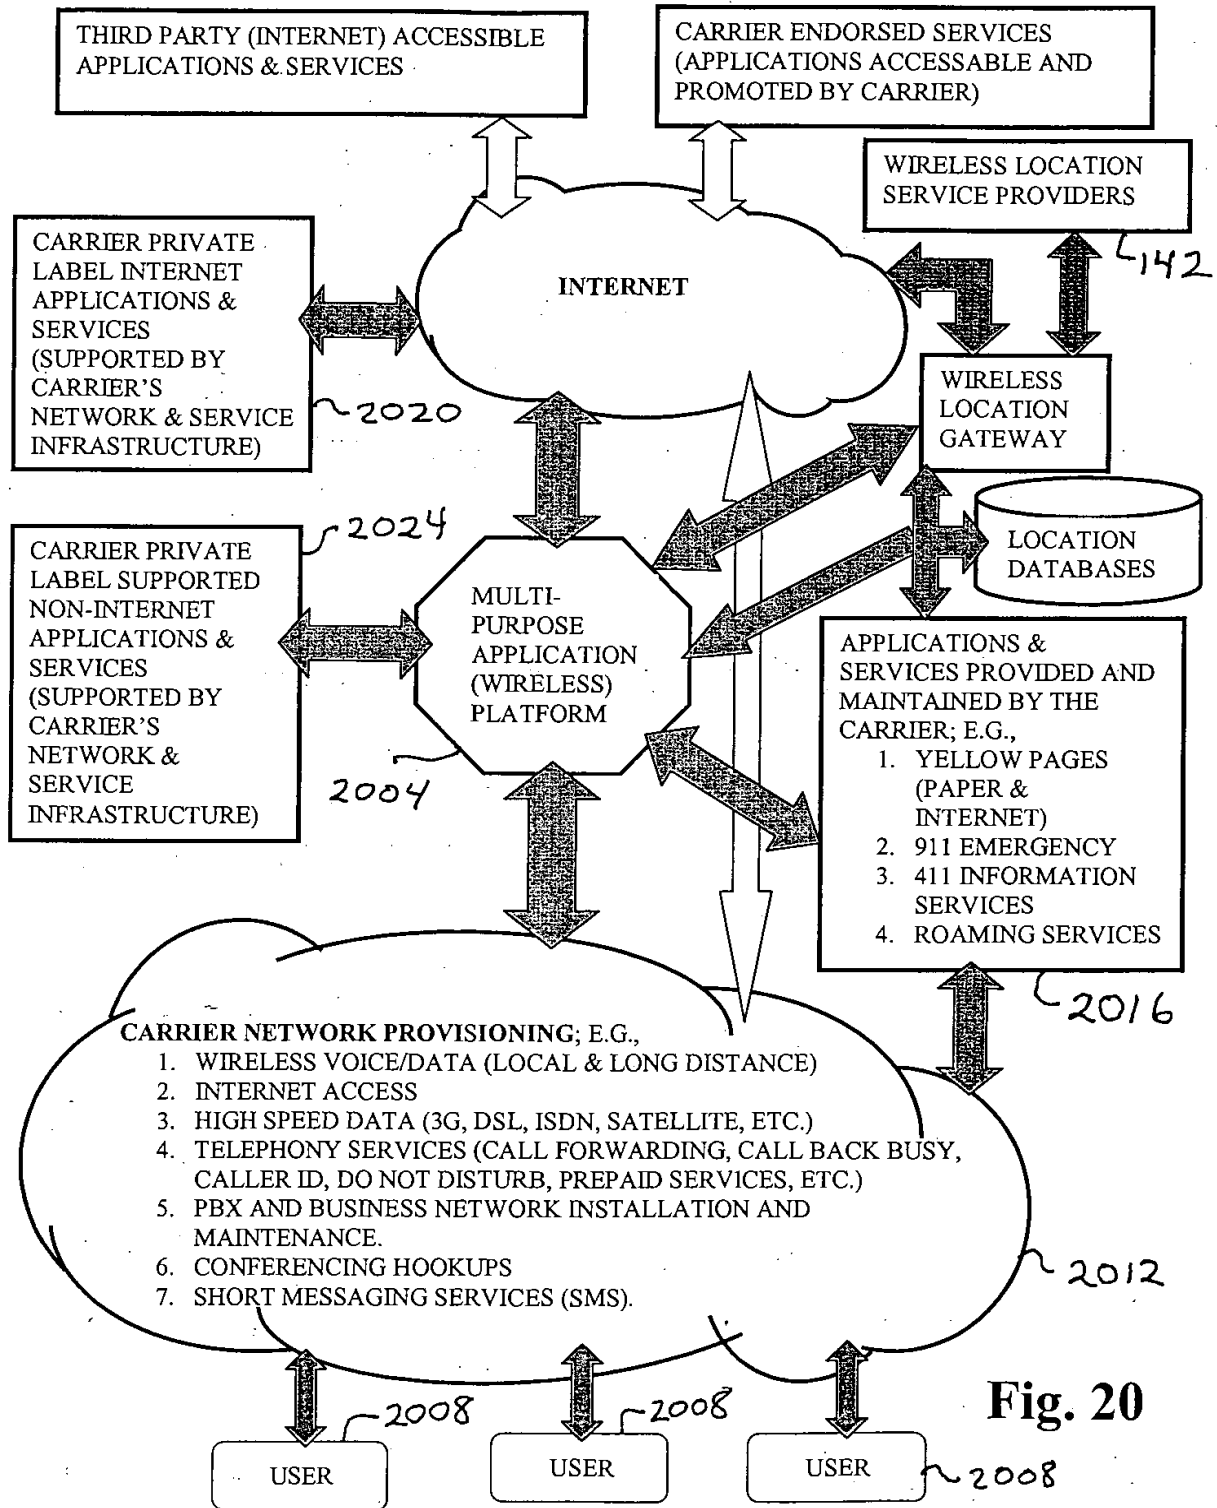 THIRD PARTY (INTERNET) ACCESSIBLE
APPLICATIONS & SERVICES
CARRIER ENDORSED SERVICES
(APPLICATIONS ACCESSABLE AND
PROMOTED BY CARRIER)
WIRELESS LOCATION
SERVICE PROVIDERS
142
CARRIER PRIVATE
LABEL INTERNET
APPLICATIONS &
SERVICES
(SUPPORTED BY
CARRIER'S
NETWORK & SERVICE
INFRASTRUCTURE)
2020
INTERNET
WIRELESS
LOCATION
GATEWAY
LOCATION
DATABASES
2024
CARRIER PRIVATE
LABEL SUPPORTED
NON-INTERNET
APPLICATIONS &
SERVICES
(SUPPORTED BY
CARRIER'S
NETWORK &
SERVICE
INFRASTRUCTURE)
MULTI-
PURPOSE
APPLICATION
(WIRELESS)
PLATFORM
2004
APPLICATIONS &
SERVICES PROVIDED AND
MAINTAINED BY THE
CARRIER; E.G.,
1. YELLOW PAGES
(PAPER &
INTERNET)
2. 911 EMERGENCY
3. 411 INFORMATION
SERVICES
4. ROAMING SERVICES
2016
CARRIER NETWORK PROVISIONING; E.G.,
1. WIRELESS VOICE/DATA (LOCAL & LONG DISTANCE)
2. INTERNET ACCESS
3. HIGH SPEED DATA (3G, DSL, ISDN, SATELLITE, ETC.)
4. TELEPHONY SERVICES (CALL FORWARDING, CALL BACK BUSY,
CALLER ID, DO NOT DISTURB, PREPAID SERVICES, ETC.)
5. PBX AND BUSINESS NETWORK INSTALLATION AND
MAINTENANCE.
6. CONFERENCING HOOKUPS
7. SHORT MESSAGING SERVICES (SMS).
2012
Fig. 20
2008
USER
2008
USER
USER
2008